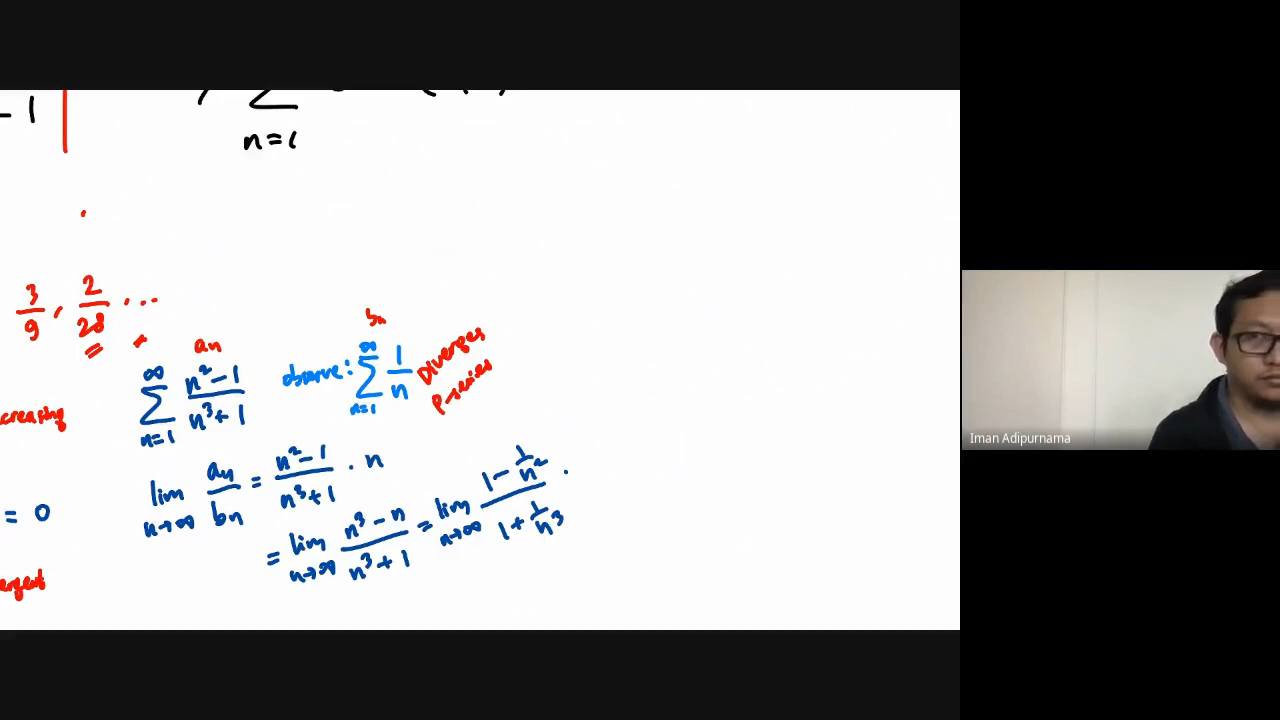 - 1
∑
n=1
3/9 , 2/28 ...
an
bn
∞ ∑ n=1 n²-1/n³+1
observe: ∞ ∑ n=1 1/n Diverges
p-series
lim n→∞ an/bn = n²-1/n³+1 · n
= lim n→∞ n³-n/n³+1 = lim n→∞ 1-1/n²/1+1/n³
= 0
Iman Adipurnama